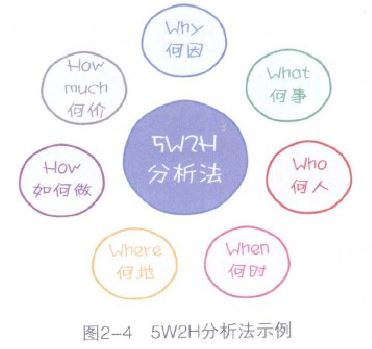 Why
何因
What
何事
Who
何人
When
何时
Where
何地
How
如何做
How
much
何价
5W2H
分析法
图2-4 5W2H分析法示例